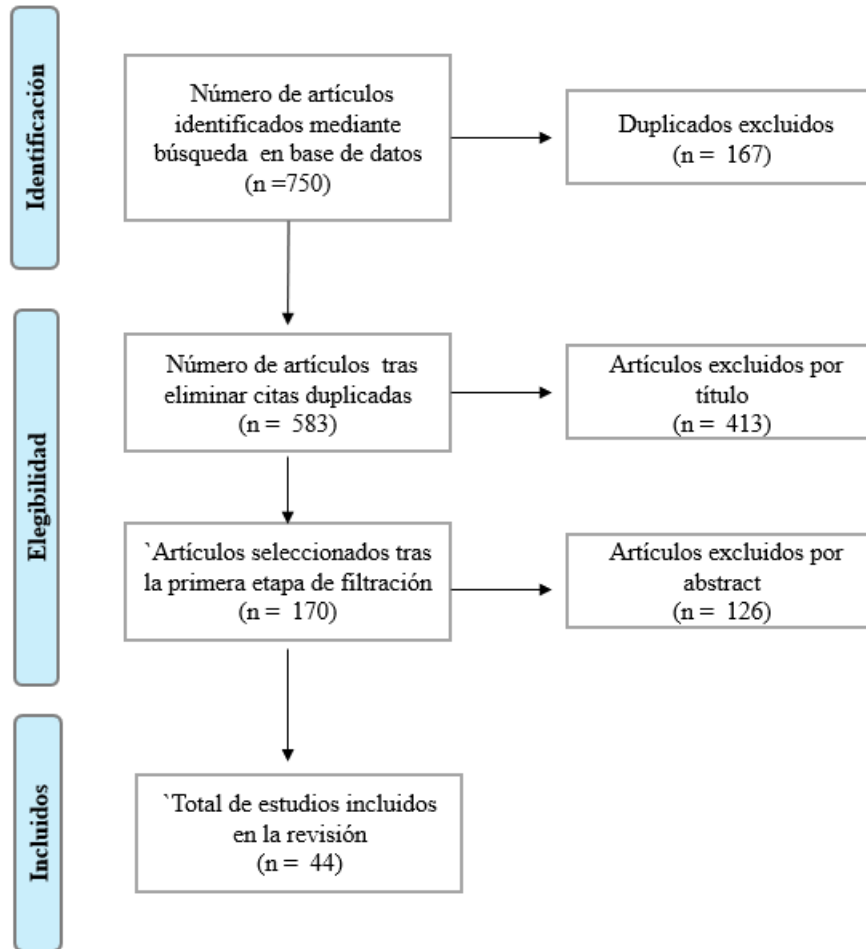 Identificación
Número de artículos
identificados mediante
búsqueda en base de datos
(n =750)
Duplicados excluidos
(n = 167)
Elegibilidad
Número de artículos tras
eliminar citas duplicadas
(n = 583)
Artículos excluidos por
título
(n = 413)
`Artículos seleccionados tras
la primera etapa de filtración
(n = 170)
Artículos excluidos por
abstract
(n = 126)
Incluidos
`Total de estudios incluidos
en la revisión
(n = 44)